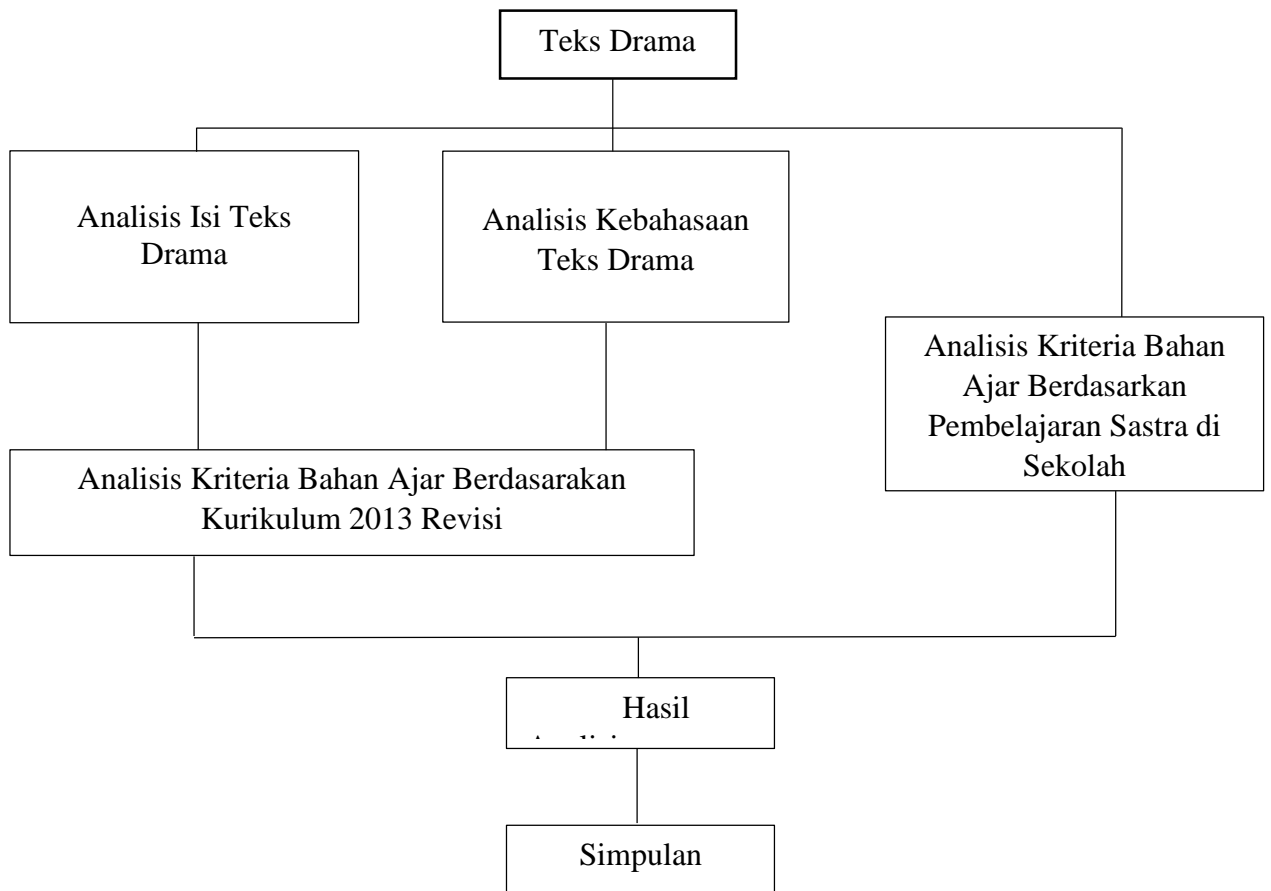 Teks Drama
Analisis Isi Teks
Drama
Analisis Kebahasaan
Teks Drama
Analisis Kriteria Bahan
Ajar Berdasarkan
Pembelajaran Sastra di
Sekolah
Analisis Kriteria Bahan Ajar Berdasarakan
Kurikulum 2013 Revisi
Hasil
Simpulan